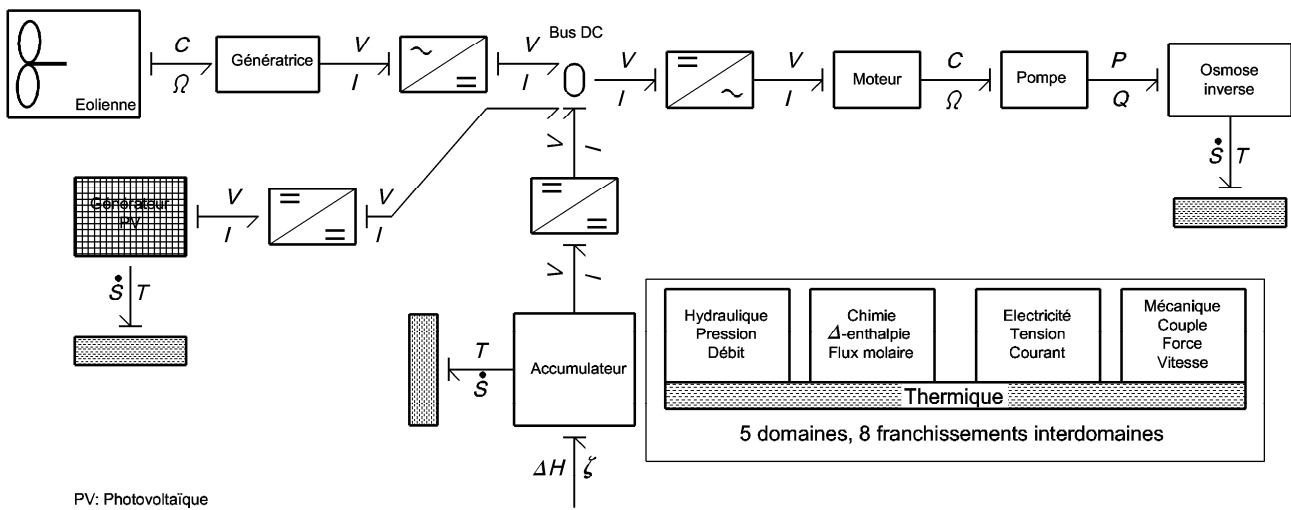 Bus DC
Eolienne
C
Ω
Génératrice
V
I
~
=
V
I
V
I
=
~
V
I
Moteur
C
Ω
Pompe
P
Q
Osmose
inverse
Ṡ T
Générateur
PV
V
I
=
=
V
I
V I
=
=
V I
Ṡ T
T
Ṡ
Accumulateur
ΔH ζ
Hydraulique
Pression
Débit
Chimie
Δ-enthalpie
Flux molaire
Electricité
Tension
Courant
Mécanique
Couple
Force
Vitesse
Thermique
5 domaines, 8 franchissements interdomaines
PV: Photovoltaïque